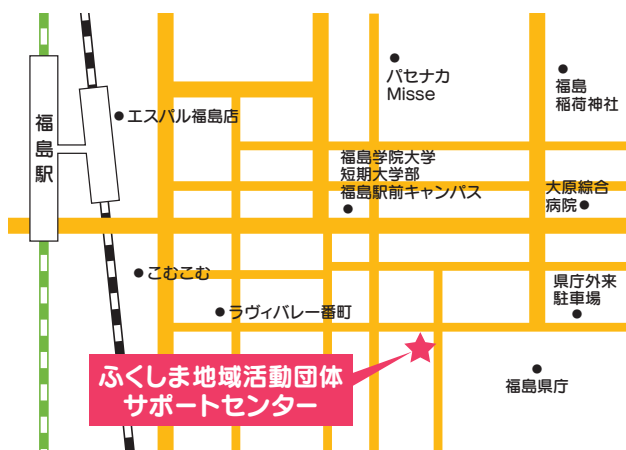 パセナカ
Misse
福島
稲荷神社
エスパル福島店
福島駅
福島学院大学
短期大学部
福島駅前キャンパス
大原綜合
病院
こむこむ
県庁外来
駐車場
ラヴィバレー一番町
ふくしま地域活動団体
サポートセンター
福島県庁